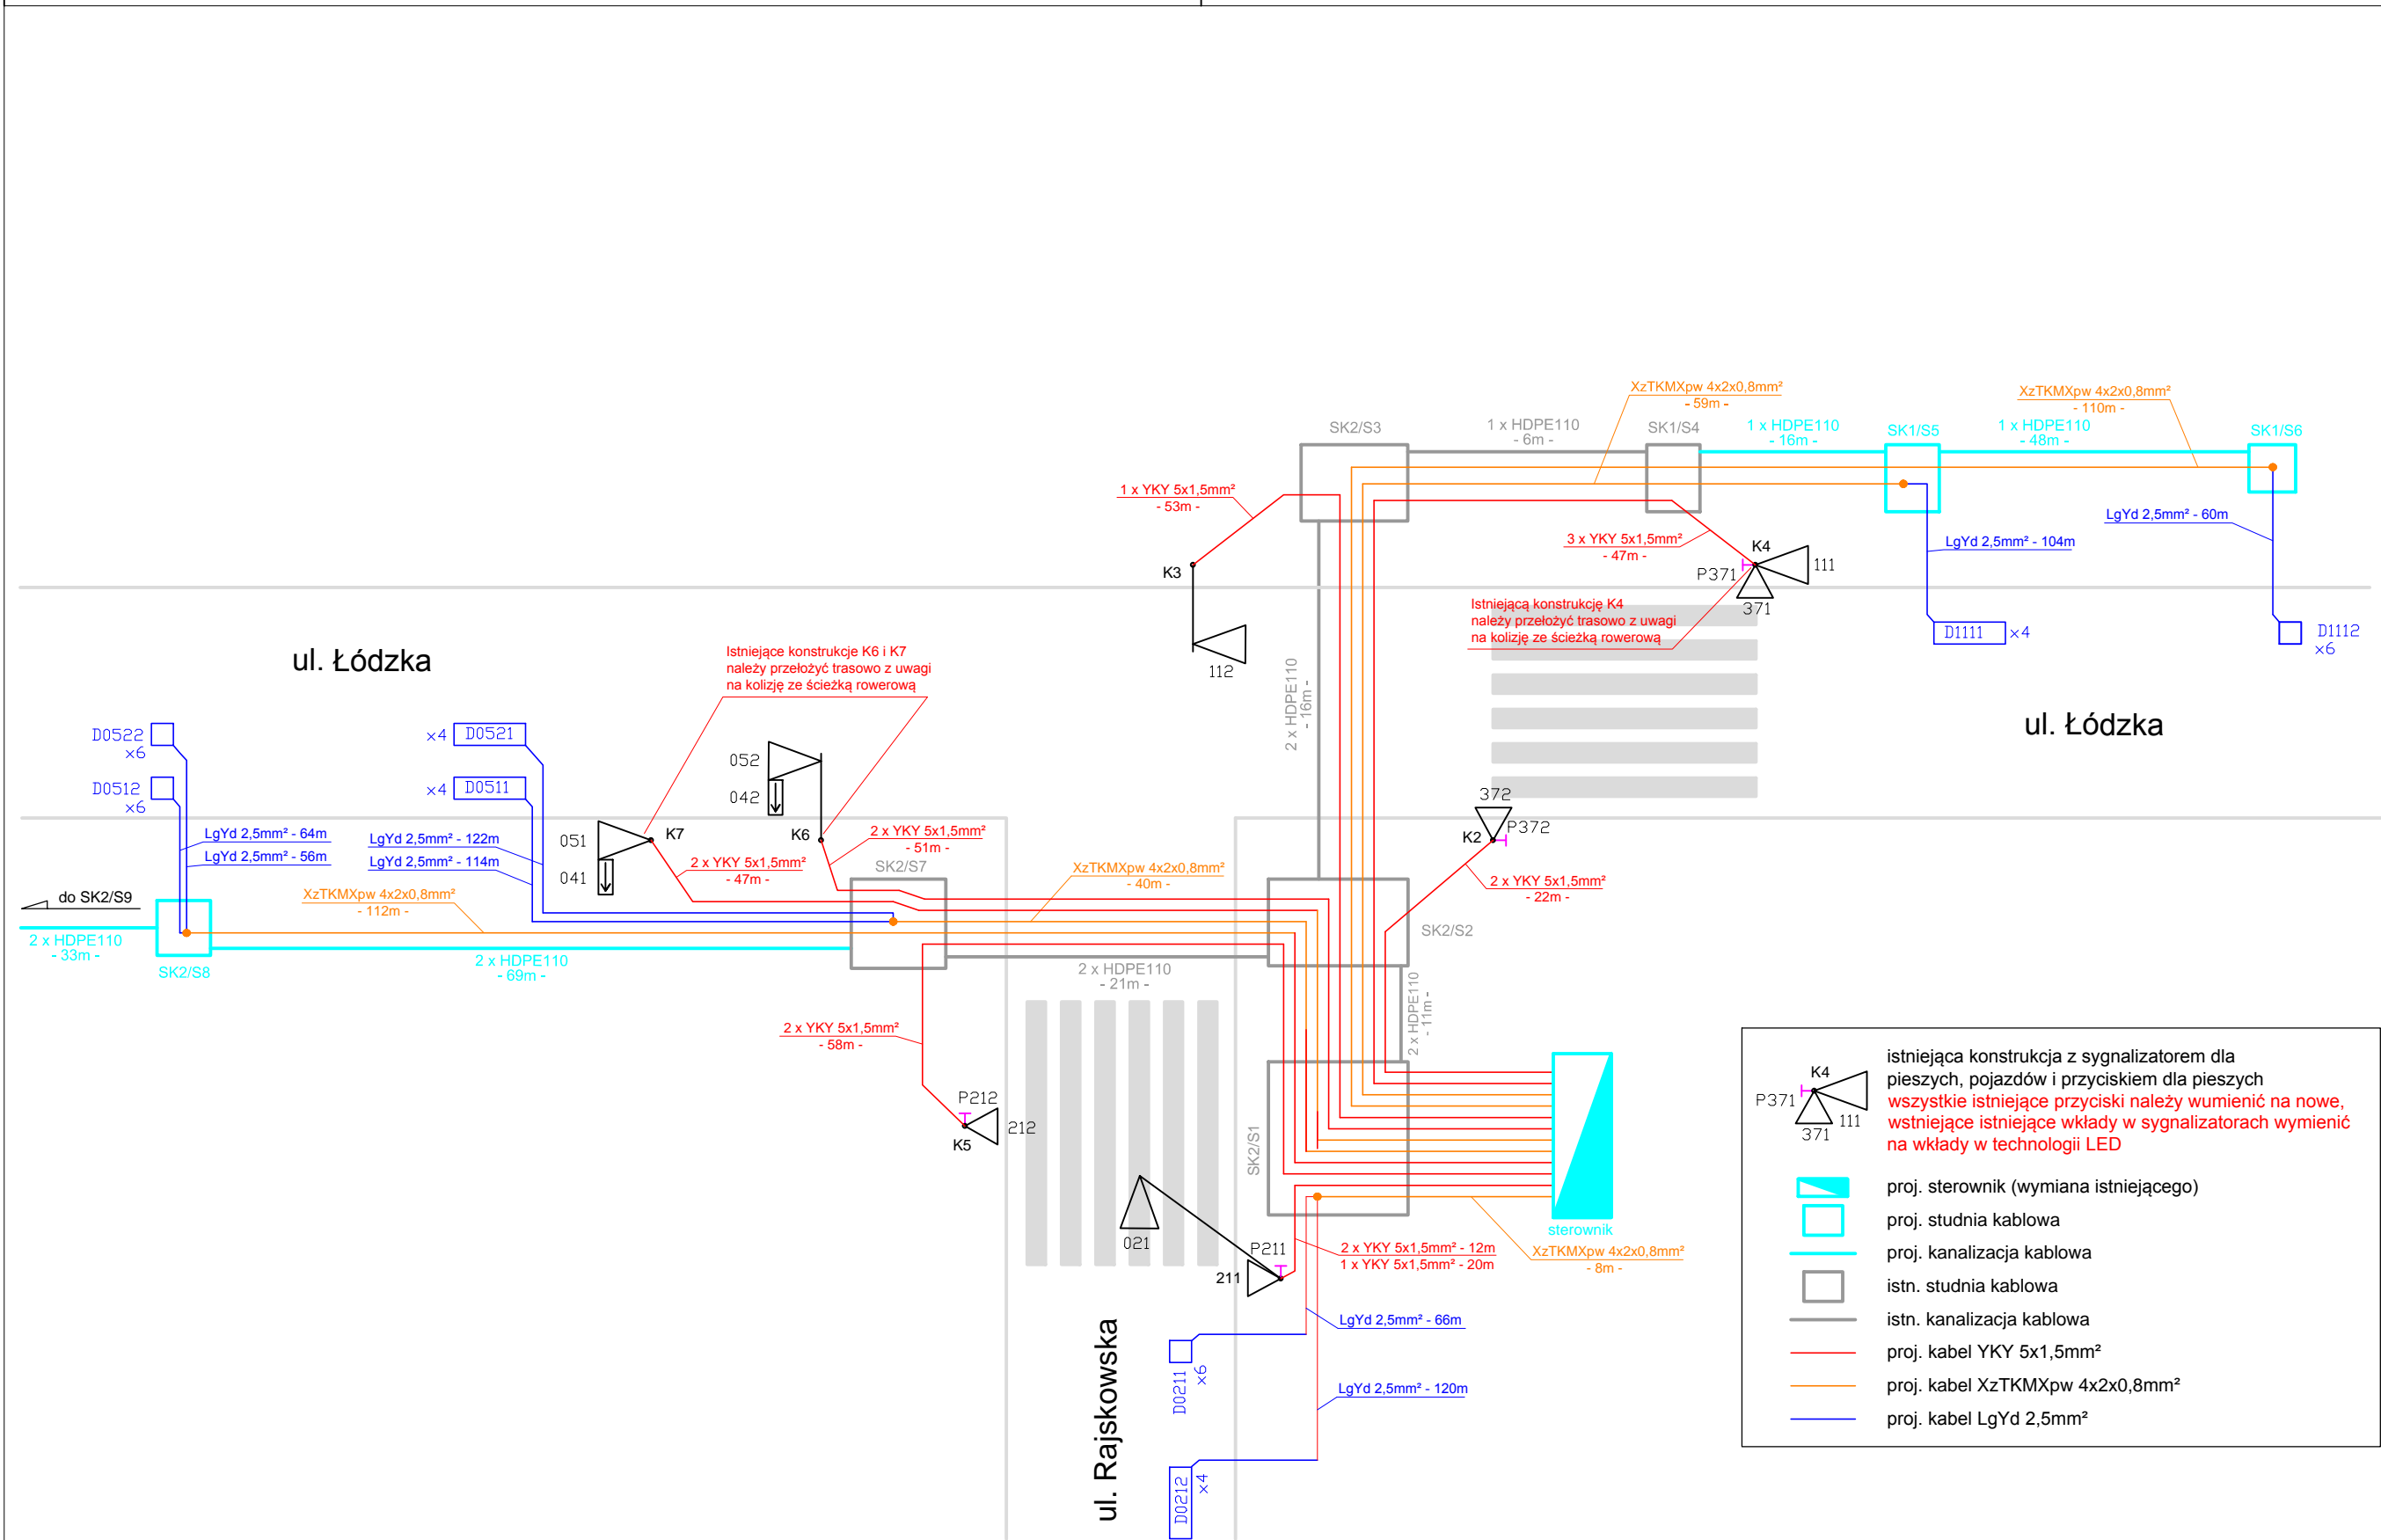 XzTKMXpw 4x2x0,8mm²
- 59m -
XzTKMXpw 4x2x0,8mm²
- 110m -
SK2/S3
1 x HDPE110
- 6m -
SK1/S4
1 x HDPE110
- 16m -
SK1/S5
1 x HDPE110
- 48m -
SK1/S6
1 x YKY 5x1,5mm²
- 53m -
3 x YKY 5x1,5mm²
- 47m -
LgYd 2,5mm² - 60m
LgYd 2,5mm² - 104m
K3
K4
P371
111
371
112
Istniejącą konstrukcję K4
należy przełożyć trasowo z uwagi
na kolizję ze ścieżką rowerową
D1111 ×4
D1112
×6
ul. Łódzka
Istniejące konstrukcje K6 i K7
należy przełożyć trasowo z uwagi
na kolizję ze ścieżką rowerową
2 x HDPE110
- 16m -
ul. Łódzka
D0522
×6
×4 D0521
D0512
×6
×4 D0511
052
042
372
P372
K2
051
041
K7
K6
LgYd 2,5mm² - 64m
LgYd 2,5mm² - 56m
LgYd 2,5mm² - 122m
LgYd 2,5mm² - 114m
2 x YKY 5x1,5mm²
- 51m -
2 x YKY 5x1,5mm²
- 47m -
SK2/S7
XzTKMXpw 4x2x0,8mm²
- 40m -
2 x YKY 5x1,5mm²
- 22m -
do SK2/S9
XzTKMXpw 4x2x0,8mm²
- 112m -
2 x HDPE110
- 33m -
SK2/S8
2 x HDPE110
- 69m -
2 x HDPE110
- 21m -
SK2/S2
2 x HDPE110
- 11m -
2 x YKY 5x1,5mm²
- 58m -
P212
212
K5
SK2/S1
sterownik
021
P211
211
2 x YKY 5x1,5mm² - 12m
1 x YKY 5x1,5mm² - 20m
XzTKMXpw 4x2x0,8mm²
- 8m -
LgYd 2,5mm² - 66m
D0211
×6
LgYd 2,5mm² - 120m
D0212
×4
ul. Rajskowska
K4
P371
111
371
istniejąca konstrukcja z sygnalizatorem dla
pieszych, pojazdów i przyciskiem dla pieszych
wszystkie istniejące przyciski należy wumienić na nowe,
wstniejące istniejące wkłady w sygnalizatorach wymienić
na wkłady w technologii LED
proj. sterownik (wymiana istniejącego)
proj. studnia kablowa
proj. kanalizacja kablowa
istn. studnia kablowa
istn. kanalizacja kablowa
proj. kabel YKY 5x1,5mm²
proj. kabel XzTKMXpw 4x2x0,8mm²
proj. kabel LgYd 2,5mm²